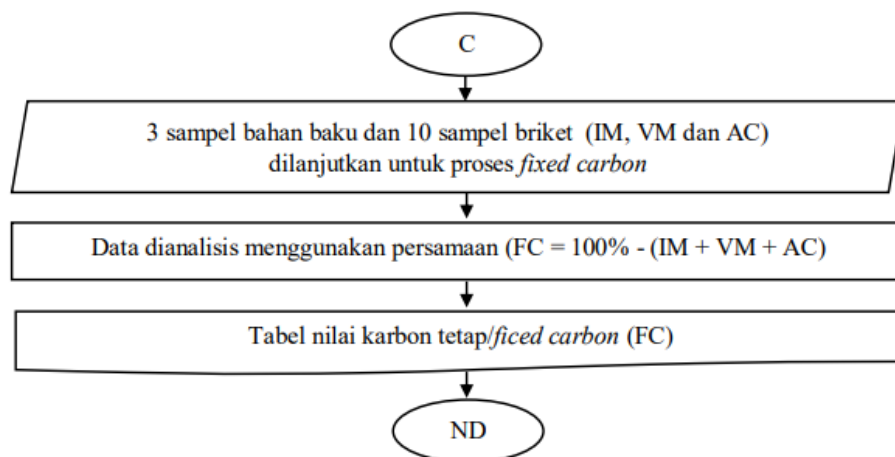 C
3 sampel bahan baku dan 10 sampel briket (IM, VM dan AC)
dilanjutkan untuk proses fixed carbon
Data dianalisis menggunakan persamaan (FC = 100% - (IM + VM + AC)
Tabel nilai karbon tetap/ficed carbon (FC)
ND